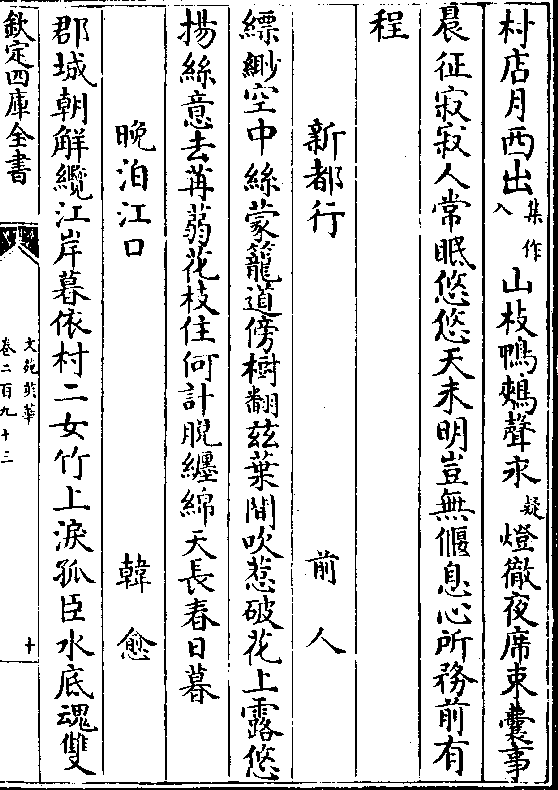 村店月西出集作入山枝鵶鵊聲求疑燈徹夜席束囊事
晨征寂寂人常眠悠悠天未明豈無偃息心所務前有
程
新都行 前人
縹緲空中絲蒙籠道傍樹翻玆葉間吹惹破花上露悠
揚絲意去苒蒻花枝住何計脫纏綿天長春日暮
晚泊江口 韓愈
郡城朝解纜江岸暮依村二女竹上淚孤臣水底魂雙
欽定四庫全書
文苑英華
卷二百九十三
十